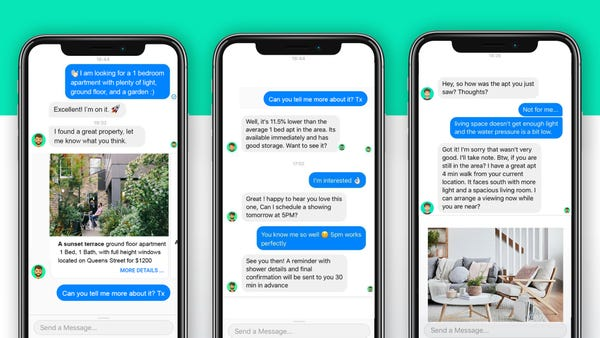 18:44
👋🏻 I am looking for a 1 bedroom
apartment with plenty of light,
ground floor, and a garden :)
Excellent! I'm on it. 🚀
19:02
I found a great property, let
me know what you think.
A sunset terrace ground floor apartment
1 Bed, 1 Bath, with full height windows
located on Queens Street for $1200
MORE DETAILS ...
Can you tell me more about it? Tx
Send a Message...
18:44
Can you tell me more about it? Tx
Well, it's 11.5% lower than the
average 1 bed apt in the area. Its
available immediately and has
good storage. Want to see it?
17:02
I'm interested 👌🏻
Great ! happy to hear you love this
one, Can I schedule a showing
tomorrow at 5PM?
You know me so well 😊 5pm works
perfectly
See you then! A reminder with
shower details and final
confirmation will be sent to you 30
min in advance
Send a Message...
18:26
Hey, so how was the apt you just
saw? Thoughts?
Not for me...
living space doesn't get enough light
and the water pressure is a bit low.
Got it! I'm sorry that wasn't very
good. I'll take note. Btw, if you are
still in the area? I have a great apt
4 min walk from your current
location. It faces south with more
light and a spacious living room. I
can arrange a viewing now while
you are near?
Send a Message...